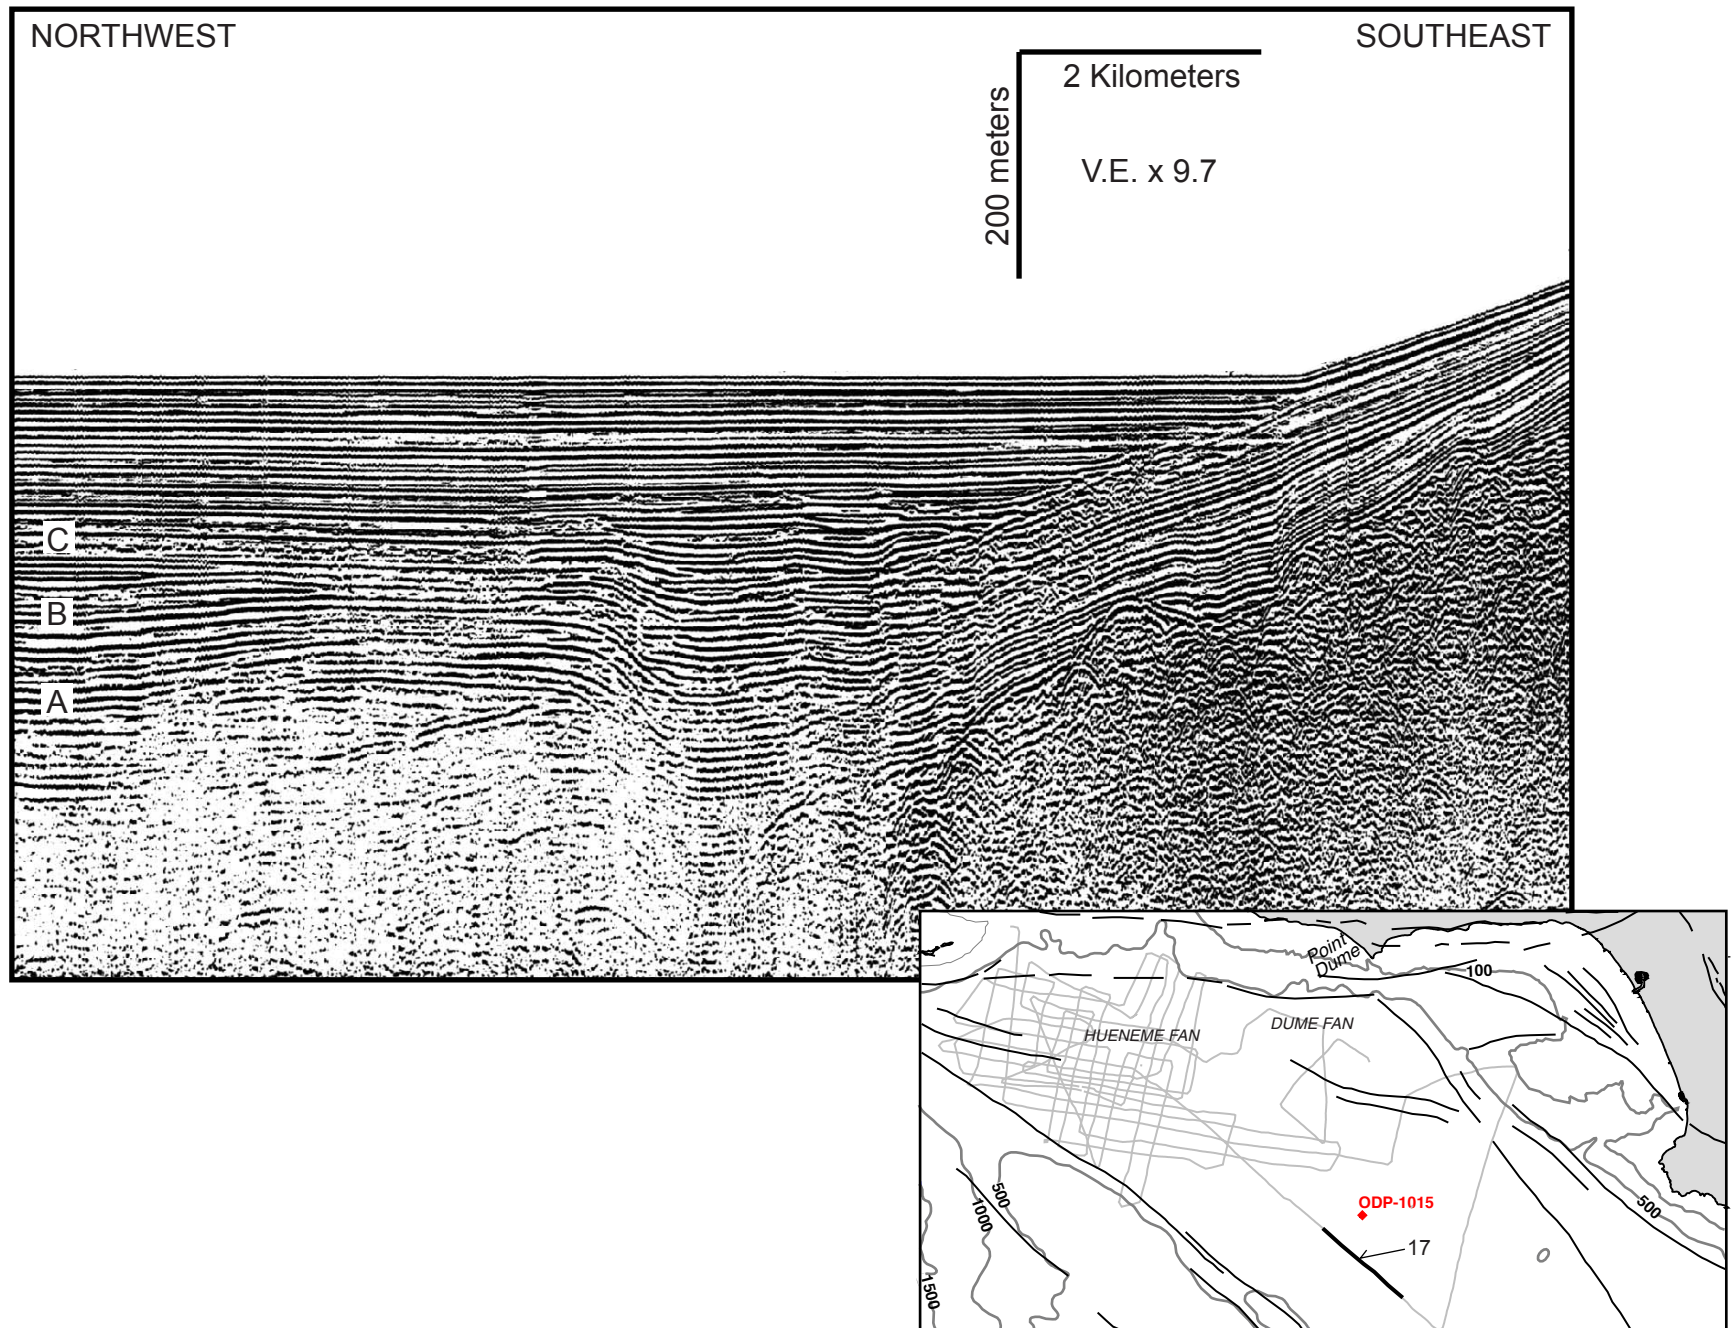 NORTHWEST
SOUTHEAST
2 Kilometers
200 meters
V.E. x 9.7
C
B
A
Point
Dume
100
HUENEME FAN
DUME FAN
500
1000
1500
ODP-1015
17
500